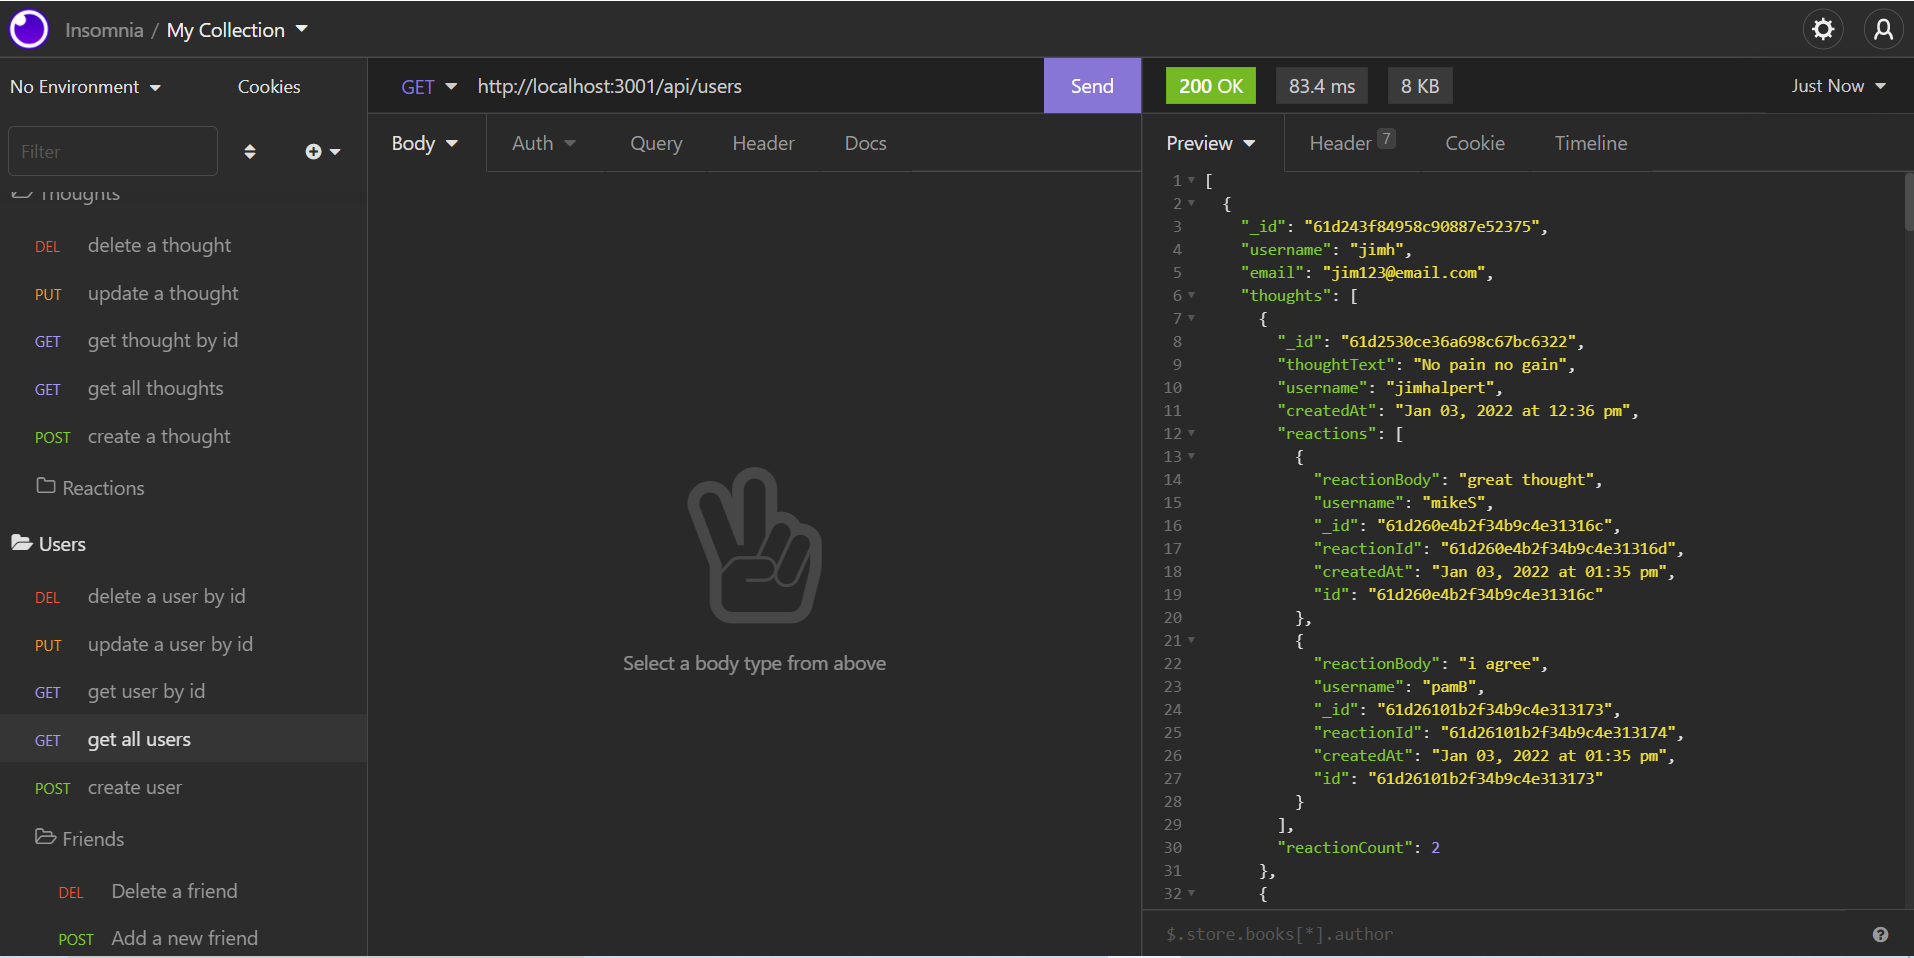 Insomnia / My Collection
No Environment
Cookies
Filter
Thoughts
DEL delete a thought
PUT update a thought
GET get thought by id
GET get all thoughts
POST create a thought
Reactions
Users
DEL delete a user by id
PUT update a user by id
GET get user by id
GET get all users
POST create user
Friends
DEL Delete a friend
POST Add a new friend
GET http://localhost:3001/api/users Send
Body Auth Query Header Docs
Select a body type from above
200 OK 83.4 ms 8 KB Just Now
Preview Header 7 Cookie Timeline
1 [
2 {
3 "_id": "61d243f84958c90887e52375",
4 "username": "jimh",
5 "email": "jim123@email.com",
6 "thoughts": [
7 {
8 "_id": "61d2530ce36a698c67bc6322",
9 "thoughtText": "No pain no gain",
10 "username": "jimhalpert",
11 "createdAt": "Jan 03, 2022 at 12:36 pm",
12 "reactions": [
13 {
14 "reactionBody": "great thought",
15 "username": "mikeS",
16 "_id": "61d260e4b2f34b9c4e31316c",
17 "reactionId": "61d260e4b2f34b9c4e31316d",
18 "createdAt": "Jan 03, 2022 at 01:35 pm",
19 "id": "61d260e4b2f34b9c4e31316c"
20 },
21 {
22 "reactionBody": "i agree",
23 "username": "pamB",
24 "_id": "61d26101b2f34b9c4e313173",
25 "reactionId": "61d26101b2f34b9c4e313174",
26 "createdAt": "Jan 03, 2022 at 01:35 pm",
27 "id": "61d26101b2f34b9c4e313173"
28 }
29 ],
30 "reactionCount": 2
31 },
32 {
$.store.books[*].author